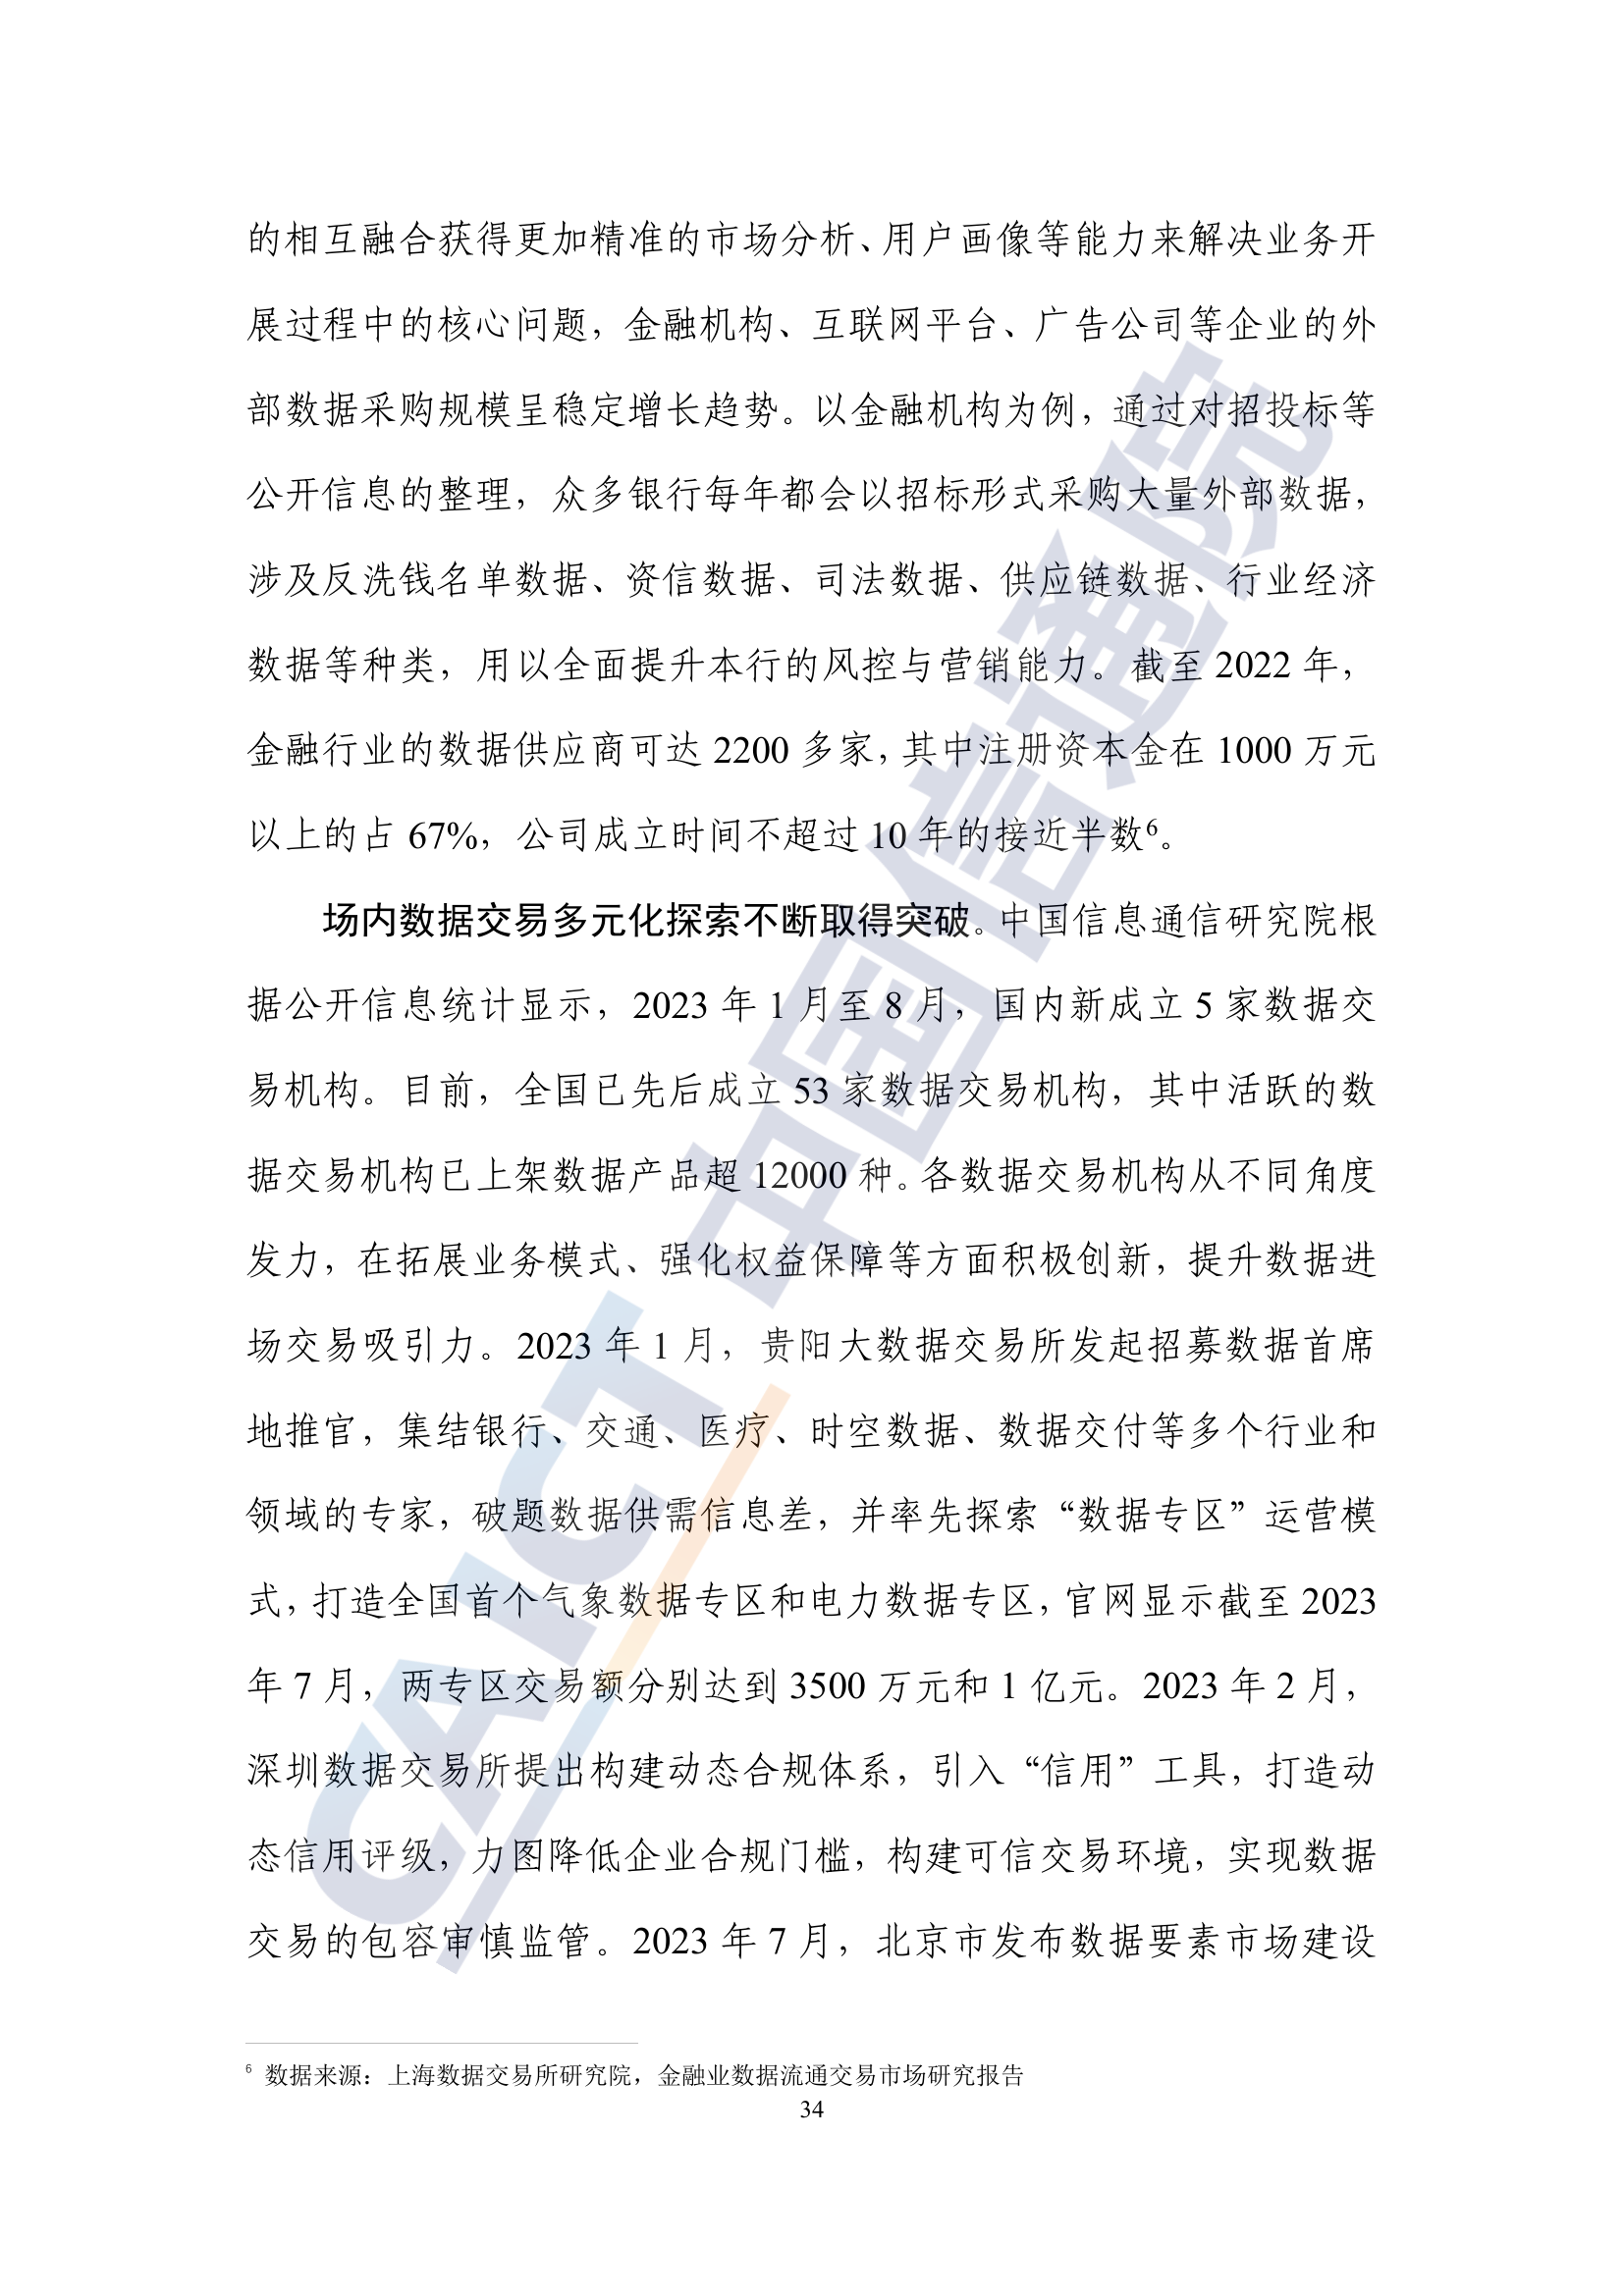 的相互融合获得更加精准的市场分析、用户画像等能力来解决业务开
展过程中的核心问题，金融机构、互联网平台、广告公司等企业的外
部数据采购规模呈稳定增长趋势。以金融机构为例，通过对招投标等
公开信息的整理，众多银行每年都会以招标形式采购大量外部数据，
涉及反洗钱名单数据、资信数据、司法数据、供应链数据、行业经济
数据等种类，用以全面提升本行的风控与营销能力。截至 2022 年，
金融行业的数据供应商可达 2200 多家，其中注册资本金在 1000 万元
以上的占 67%，公司成立时间不超过 10 年的接近半数6。
场内数据交易多元化探索不断取得突破。中国信息通信研究院根
据公开信息统计显示，2023 年 1 月至 8 月，国内新成立 5 家数据交
易机构。目前，全国已先后成立 53 家数据交易机构，其中活跃的数
据交易机构已上架数据产品超 12000 种。各数据交易机构从不同角度
发力，在拓展业务模式、强化权益保障等方面积极创新，提升数据进
场交易吸引力。2023 年 1 月，贵阳大数据交易所发起招募数据首席
地推官，集结银行、交通、医疗、时空数据、数据交付等多个行业和
领域的专家，破题数据供需信息差，并率先探索“数据专区”运营模
式，打造全国首个气象数据专区和电力数据专区，官网显示截至 2023
年 7 月，两专区交易额分别达到 3500 万元和 1 亿元。2023 年 2 月，
深圳数据交易所提出构建动态合规体系，引入“信用”工具，打造动
态信用评级，力图降低企业合规门槛，构建可信交易环境，实现数据
交易的包容审慎监管。2023 年 7 月，北京市发布数据要素市场建设
6 数据来源：上海数据交易所研究院，金融业数据流通交易市场研究报告
34
CAICT 中国信通院